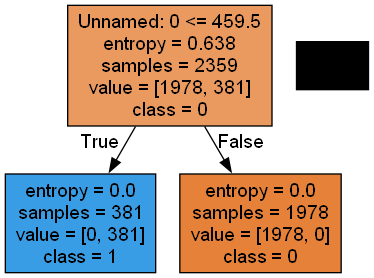 Unnamed: 0 <= 459.5
entropy = 0.638
samples = 2359
value = [1978, 381]
class = 0
True
False
entropy = 0.0
samples = 381
value = [0, 381]
class = 1
entropy = 0.0
samples = 1978
value = [1978, 0]
class = 0